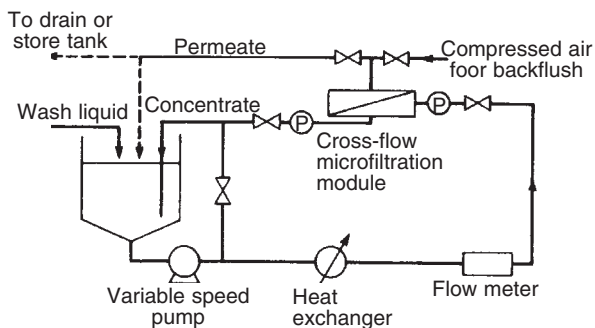 To drain or
store tank
Permeate
Compressed air
foor backflush
Wash liquid
Concentrate
P
P
Cross-flow
microfiltration
module
Variable speed
pump
Heat
exchanger
Flow meter